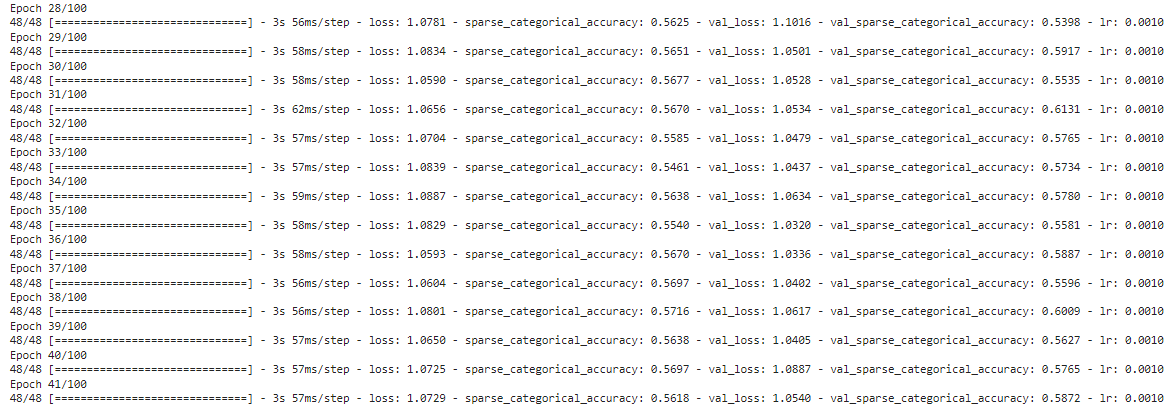 Epoch 28/100
48/48 [==============================] - 3s 56ms/step - loss: 1.0781 - sparse_categorical_accuracy: 0.5625 - val_loss: 1.1016 - val_sparse_categorical_accuracy: 0.5398 - lr: 0.0010
Epoch 29/100
48/48 [==============================] - 3s 58ms/step - loss: 1.0834 - sparse_categorical_accuracy: 0.5651 - val_loss: 1.0501 - val_sparse_categorical_accuracy: 0.5917 - lr: 0.0010
Epoch 30/100
48/48 [==============================] - 3s 58ms/step - loss: 1.0590 - sparse_categorical_accuracy: 0.5677 - val_loss: 1.0528 - val_sparse_categorical_accuracy: 0.5535 - lr: 0.0010
Epoch 31/100
48/48 [==============================] - 3s 62ms/step - loss: 1.0656 - sparse_categorical_accuracy: 0.5670 - val_loss: 1.0534 - val_sparse_categorical_accuracy: 0.6131 - lr: 0.0010
Epoch 32/100
48/48 [==============================] - 3s 57ms/step - loss: 1.0704 - sparse_categorical_accuracy: 0.5585 - val_loss: 1.0479 - val_sparse_categorical_accuracy: 0.5765 - lr: 0.0010
Epoch 33/100
48/48 [==============================] - 3s 57ms/step - loss: 1.0839 - sparse_categorical_accuracy: 0.5461 - val_loss: 1.0437 - val_sparse_categorical_accuracy: 0.5734 - lr: 0.0010
Epoch 34/100
48/48 [==============================] - 3s 59ms/step - loss: 1.0887 - sparse_categorical_accuracy: 0.5638 - val_loss: 1.0634 - val_sparse_categorical_accuracy: 0.5780 - lr: 0.0010
Epoch 35/100
48/48 [==============================] - 3s 58ms/step - loss: 1.0829 - sparse_categorical_accuracy: 0.5540 - val_loss: 1.0320 - val_sparse_categorical_accuracy: 0.5581 - lr: 0.0010
Epoch 36/100
48/48 [==============================] - 3s 58ms/step - loss: 1.0593 - sparse_categorical_accuracy: 0.5670 - val_loss: 1.0336 - val_sparse_categorical_accuracy: 0.5887 - lr: 0.0010
Epoch 37/100
48/48 [==============================] - 3s 56ms/step - loss: 1.0604 - sparse_categorical_accuracy: 0.5697 - val_loss: 1.0402 - val_sparse_categorical_accuracy: 0.5596 - lr: 0.0010
Epoch 38/100
48/48 [==============================] - 3s 56ms/step - loss: 1.0801 - sparse_categorical_accuracy: 0.5716 - val_loss: 1.0617 - val_sparse_categorical_accuracy: 0.6009 - lr: 0.0010
Epoch 39/100
48/48 [==============================] - 3s 57ms/step - loss: 1.0650 - sparse_categorical_accuracy: 0.5638 - val_loss: 1.0405 - val_sparse_categorical_accuracy: 0.5627 - lr: 0.0010
Epoch 40/100
48/48 [==============================] - 3s 57ms/step - loss: 1.0725 - sparse_categorical_accuracy: 0.5697 - val_loss: 1.0887 - val_sparse_categorical_accuracy: 0.5765 - lr: 0.0010
Epoch 41/100
48/48 [==============================] - 3s 57ms/step - loss: 1.0729 - sparse_categorical_accuracy: 0.5618 - val_loss: 1.0540 - val_sparse_categorical_accuracy: 0.5872 - lr: 0.0010